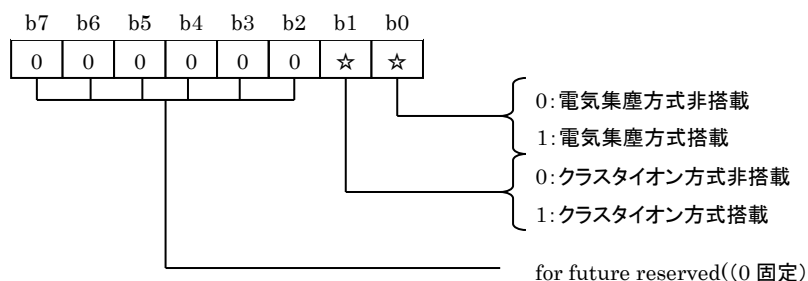 b7 b6 b5 b4 b3 b2 b1 b0
0 0 0 0 0 0 ☆ ☆
0:電気集塵方式非搭載
1:電気集塵方式搭載
0:クラスタイオン方式非搭載
1:クラスタイオン方式搭載
for future reserved((0 固定)